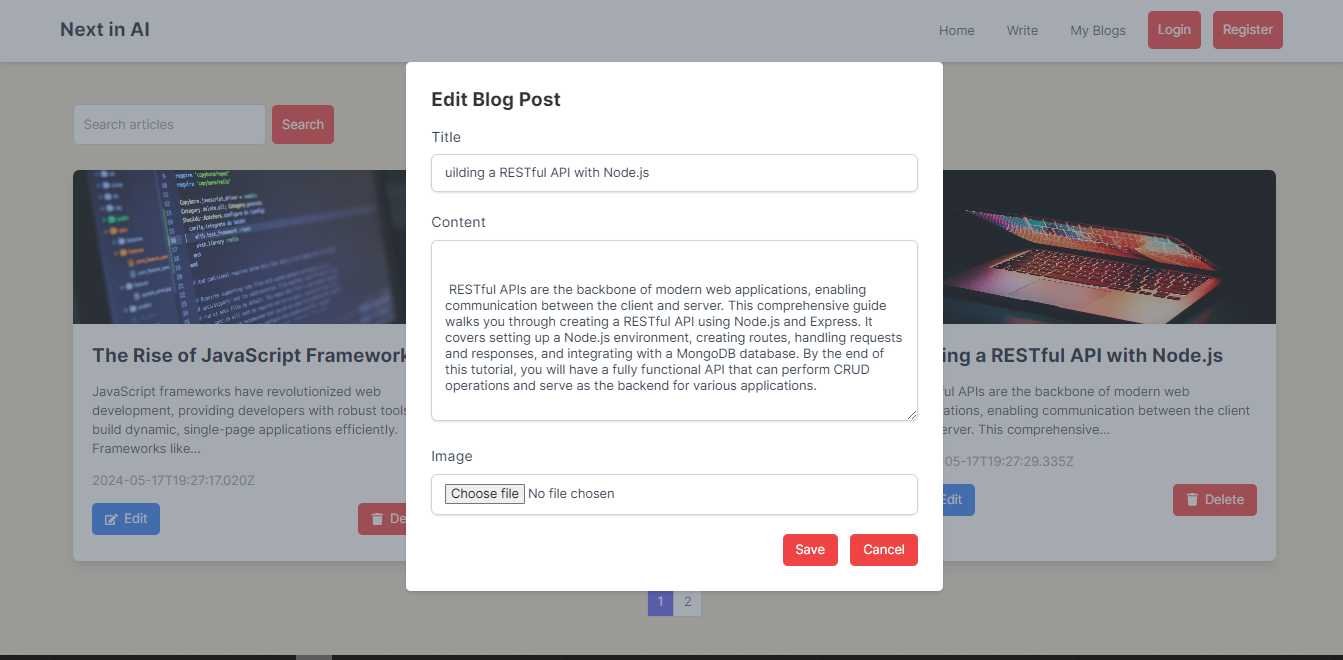 Next in AI
Home
Write
My Blogs
Login
Register
Search articles
Search
Edit Blog Post
Title
uilding a RESTful API with Node.js
Content
RESTful APIs are the backbone of modern web applications, enabling
communication between the client and server. This comprehensive guide
walks you through creating a RESTful API using Node.js and Express. It
covers setting up a Node.js environment, creating routes, handling requests
and responses, and integrating with a MongoDB database. By the end of
this tutorial, you will have a fully functional API that can perform CRUD
operations and serve as the backend for various applications.
Image
Choose file No file chosen
Save
Cancel
The Rise of JavaScript Framework
JavaScript frameworks have revolutionized web
development, providing developers with robust tools
build dynamic, single-page applications efficiently.
Frameworks like...
2024-05-17T19:27:17.020Z
Edit
De
ing a RESTful API with Node.js
ul APIs are the backbone of modern web
ations, enabling communication between the client
erver. This comprehensive...
05-17T19:27:29.335Z
Edit
Delete
1
2